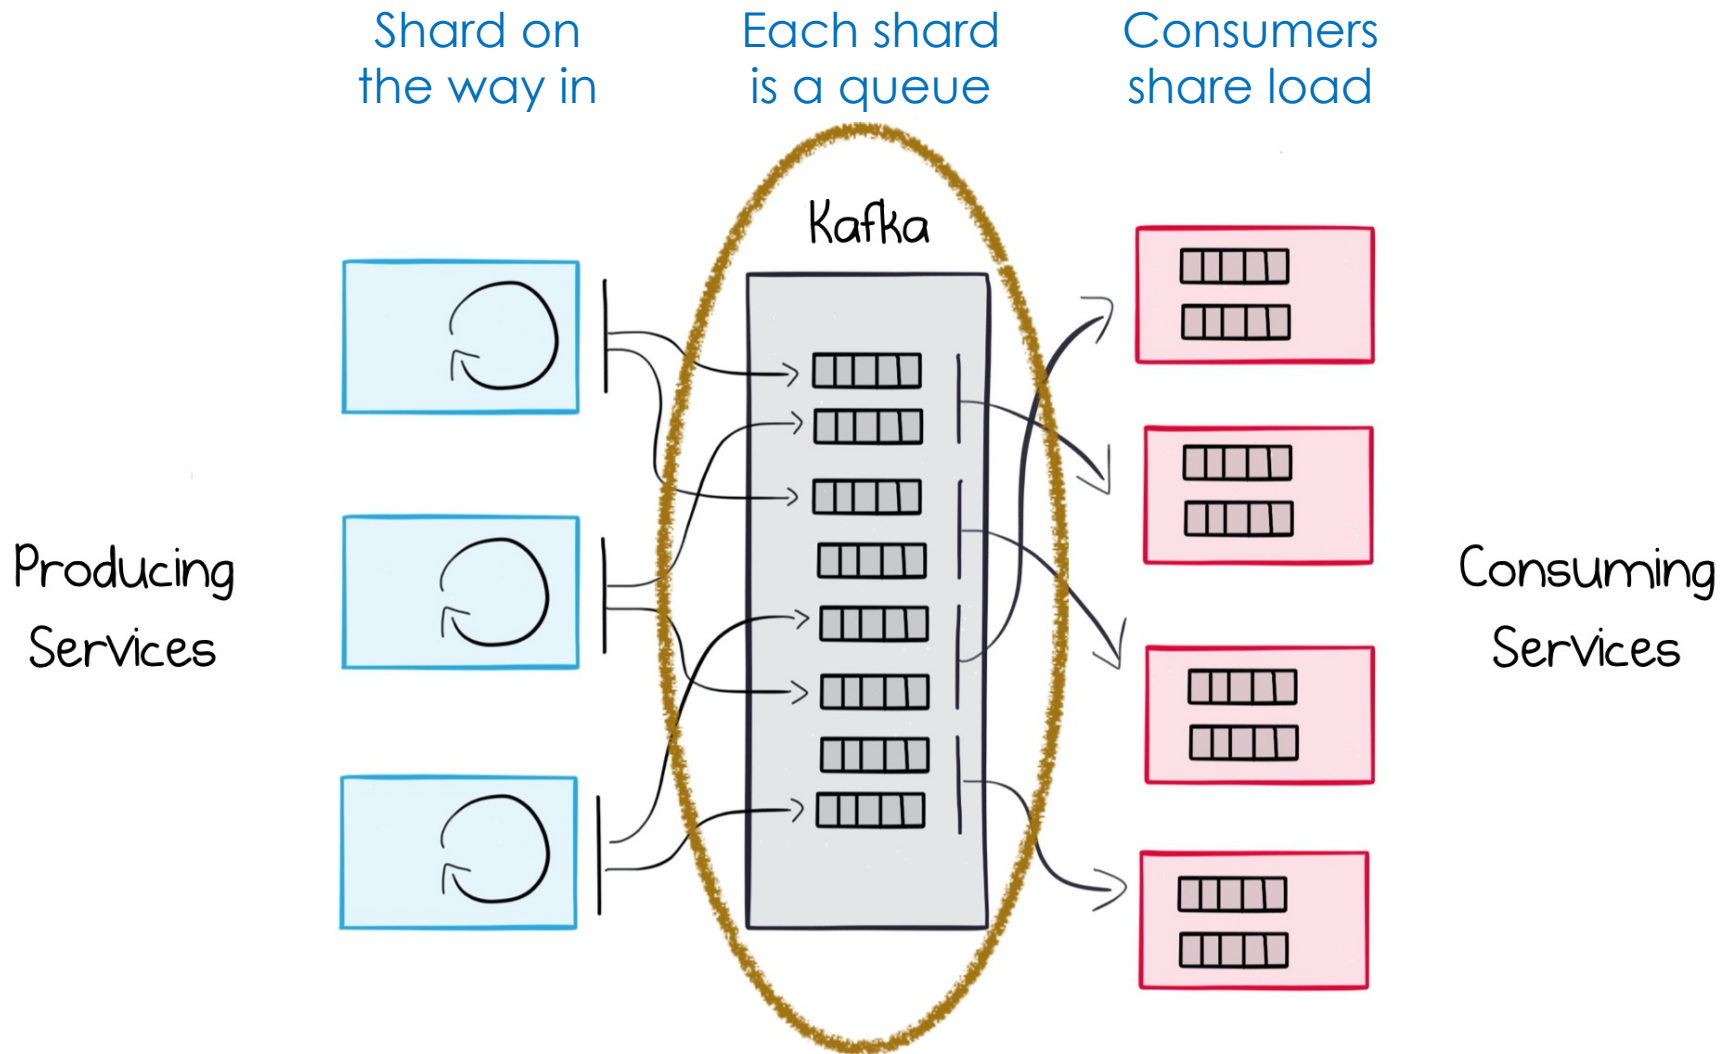 Shard on
the way in
Each shard
is a queue
Consumers
share load
Kafka
Producing
Services
Consuming
Services